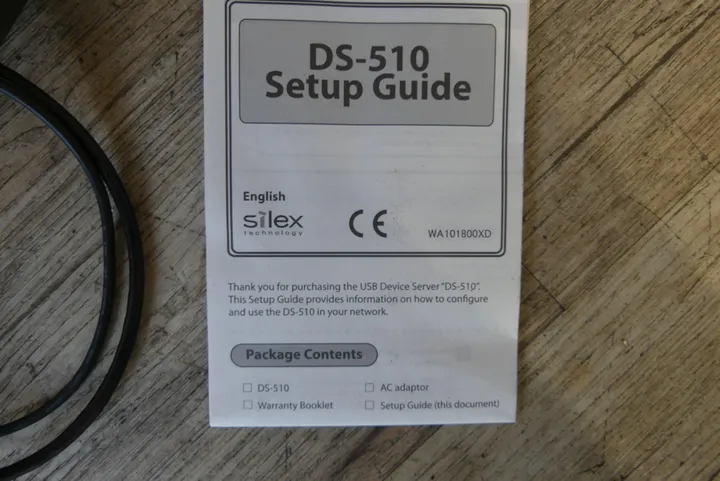 DS-510
Setup Guide
English
silex
technology
CE
WA101800XD
Thank you for purchasing the USB Device Server "DS-510".
This Setup Guide provides information on how to configure
and use the DS-510 in your network.
Package Contents
☐ DS-510
☐ AC adaptor
☐ Warranty Booklet
☐ Setup Guide (this document)